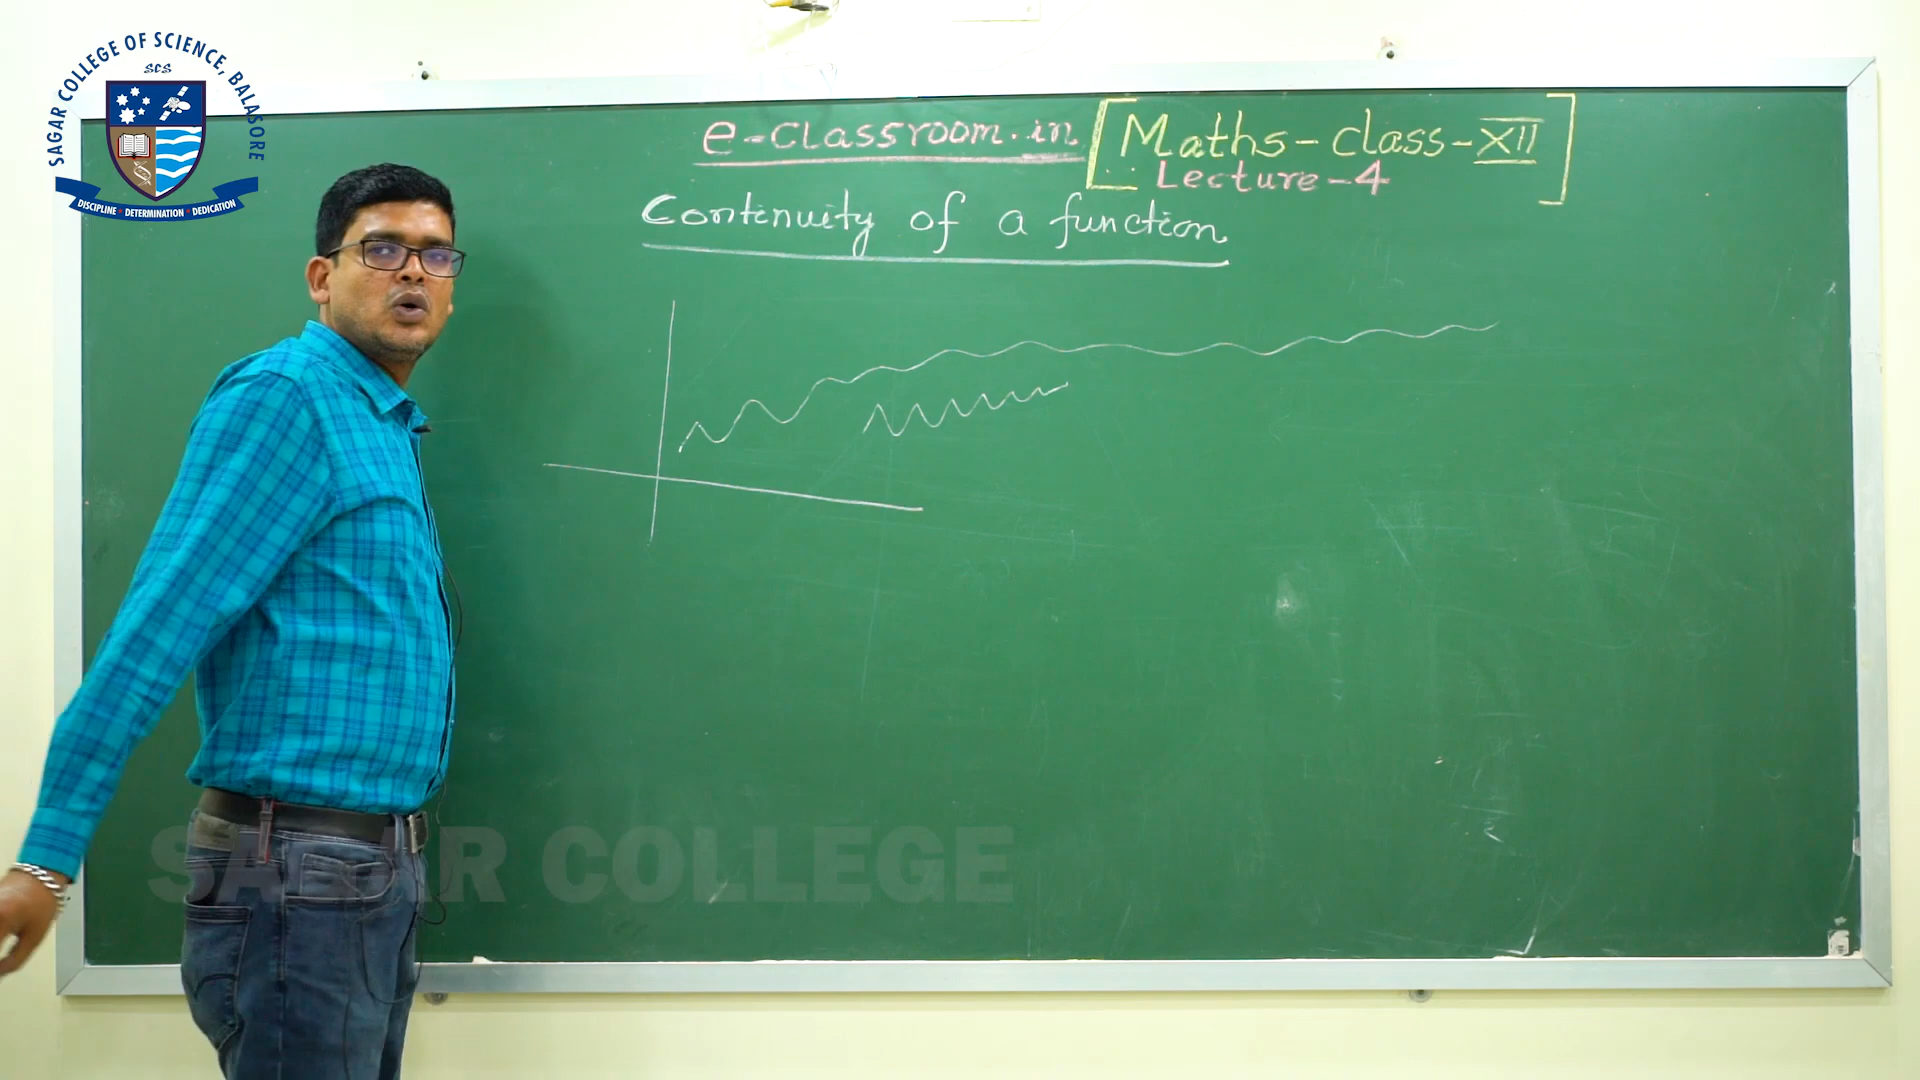 SAGAR COLLEGE OF SCIENCE, BALASORE
SCS
DISCIPLINE • DETERMINATION • DEDICATION
e-classroom.in [Maths-class-XII
Lecture-4]
Continuity of a function
SAGAR COLLEGE